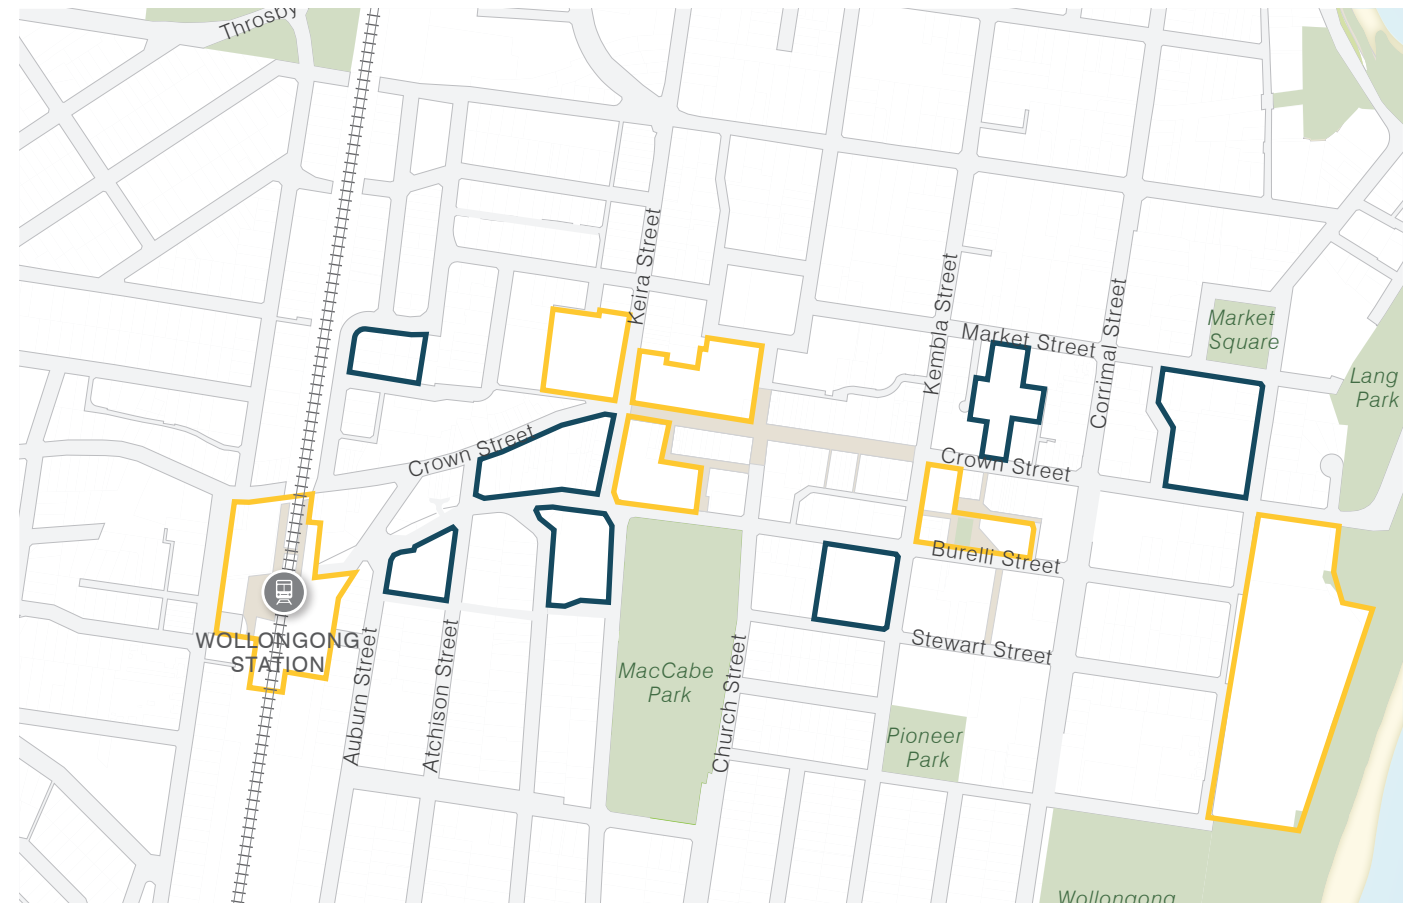 Throsby
Keira Street
Kembla Street
Corrimal Street
Market Street
Market
Square
Lang
Park
Crown Street
Crown Street
Burelli Street
Stewart Street
WOLLONGONG
STATION
Auburn Street
Atchison Street
MacCabe
Park
Church Street
Pioneer
Park
Wollongong